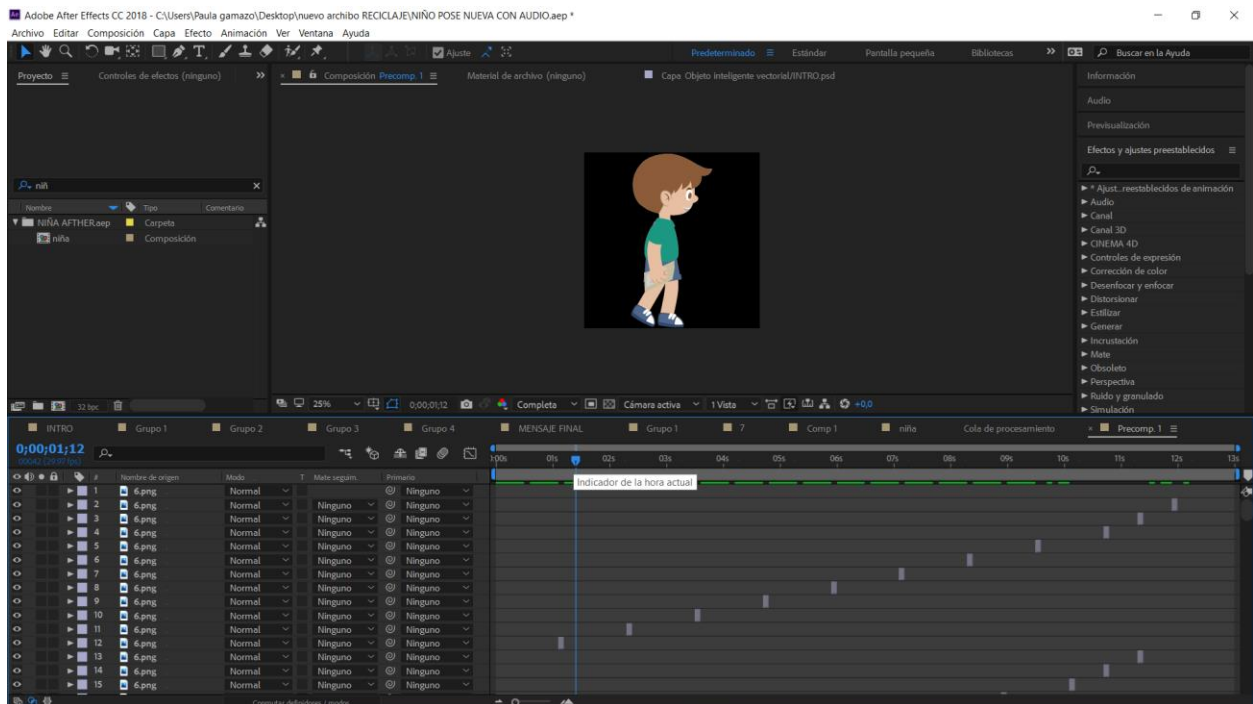 Adobe After Effects CC 2018 - C:\Users\Paula gamazo\Desktop\nuevo archibo RECICLAJE\NIÑO POSE NUEVA CON AUDIO.aep *
Archivo Editar Composición Capa Efecto Animación Ver Ventana Ayuda
Ajuste Predeterminado Estándar Pantalla pequeña Bibliotecas Buscar en la Ayuda
Proyecto Controles de efectos (ninguno) Composición Precomp. 1 Material de archivo (ninguno) Capa Objeto inteligente vectorial/INTRO.psd
Información
Audio
Previsualización
Efectos y ajustes preestablecidos
niñ
Nombre Tipo Comentario
NIÑA AFTHER.aep Carpeta
niña Composición
* Ajust...reestablecidos de animación
Audio
Canal
Canal 3D
CINEMA 4D
Controles de expresión
Corrección de color
Desenfocar y enfocar
Distorsionar
Estilizar
Generar
Incrustación
Mate
Obsoleto
Perspectiva
Ruido y granulado
Simulación
32 bpc 25% 0;00;01;12 Completa Cámara activa 1 Vista +0,0
INTRO Grupo 1 Grupo 2 Grupo 3 Grupo 4 MENSAJE FINAL Grupo 1 7 Comp 1 niña Cola de procesamiento Precomp. 1
0;00;01;12
00042 (29.97 fps)
01s 02s 03s 04s 05s 06s 07s 08s 09s 10s 11s 12s 13s
# Nombre de origen Modo T Mate seguim. Primario
Indicador de la hora actual
1 6.png Normal Ninguno
2 6.png Normal Ninguno Ninguno
3 6.png Normal Ninguno Ninguno
4 6.png Normal Ninguno Ninguno
5 6.png Normal Ninguno Ninguno
6 6.png Normal Ninguno Ninguno
7 6.png Normal Ninguno Ninguno
8 6.png Normal Ninguno Ninguno
9 6.png Normal Ninguno Ninguno
10 6.png Normal Ninguno Ninguno
11 6.png Normal Ninguno Ninguno
12 6.png Normal Ninguno Ninguno
13 6.png Normal Ninguno Ninguno
14 6.png Normal Ninguno Ninguno
15 6.png Normal Ninguno Ninguno
Conmutar definidores / modos